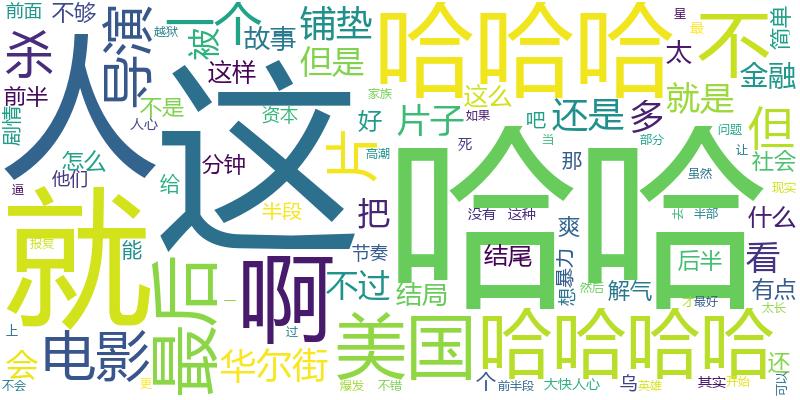 前面 不够 导演 越狱 一个 被 故事 铺垫 哈哈哈 星 最 不 简单
杀 人 这 这样 但是 太 金融
前半 不是 资本 家族 这么 就是
剧情 人心 好 片子 如果 还是 多 但
怎么 分钟 片 高潮 吧 死 当 部分 问题 让 社会
逼 他们 给 那 虽然 现实
就 半段 把 哈哈 没有 这种 爽 去 半部 什么
报复 能 啊 节奏 结尾 想 暴力 后半 看
最后 不过 结局 然后 解气 才 最好 有点
上 电影 一 美国 哈哈哈哈 太长
会 华尔街 过 还
不会 更 爆发 不错 个 前半段 大快人心 乌 英雄 其实 开始